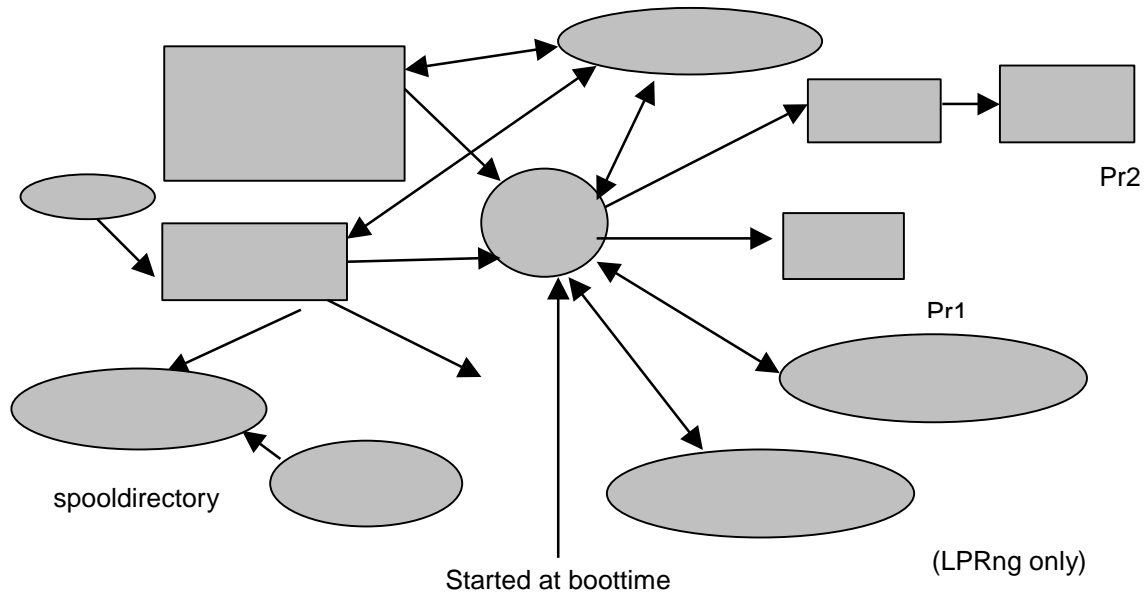 Pr2
Pr1
spooldirectory
(LPRng only)
Started at boottime